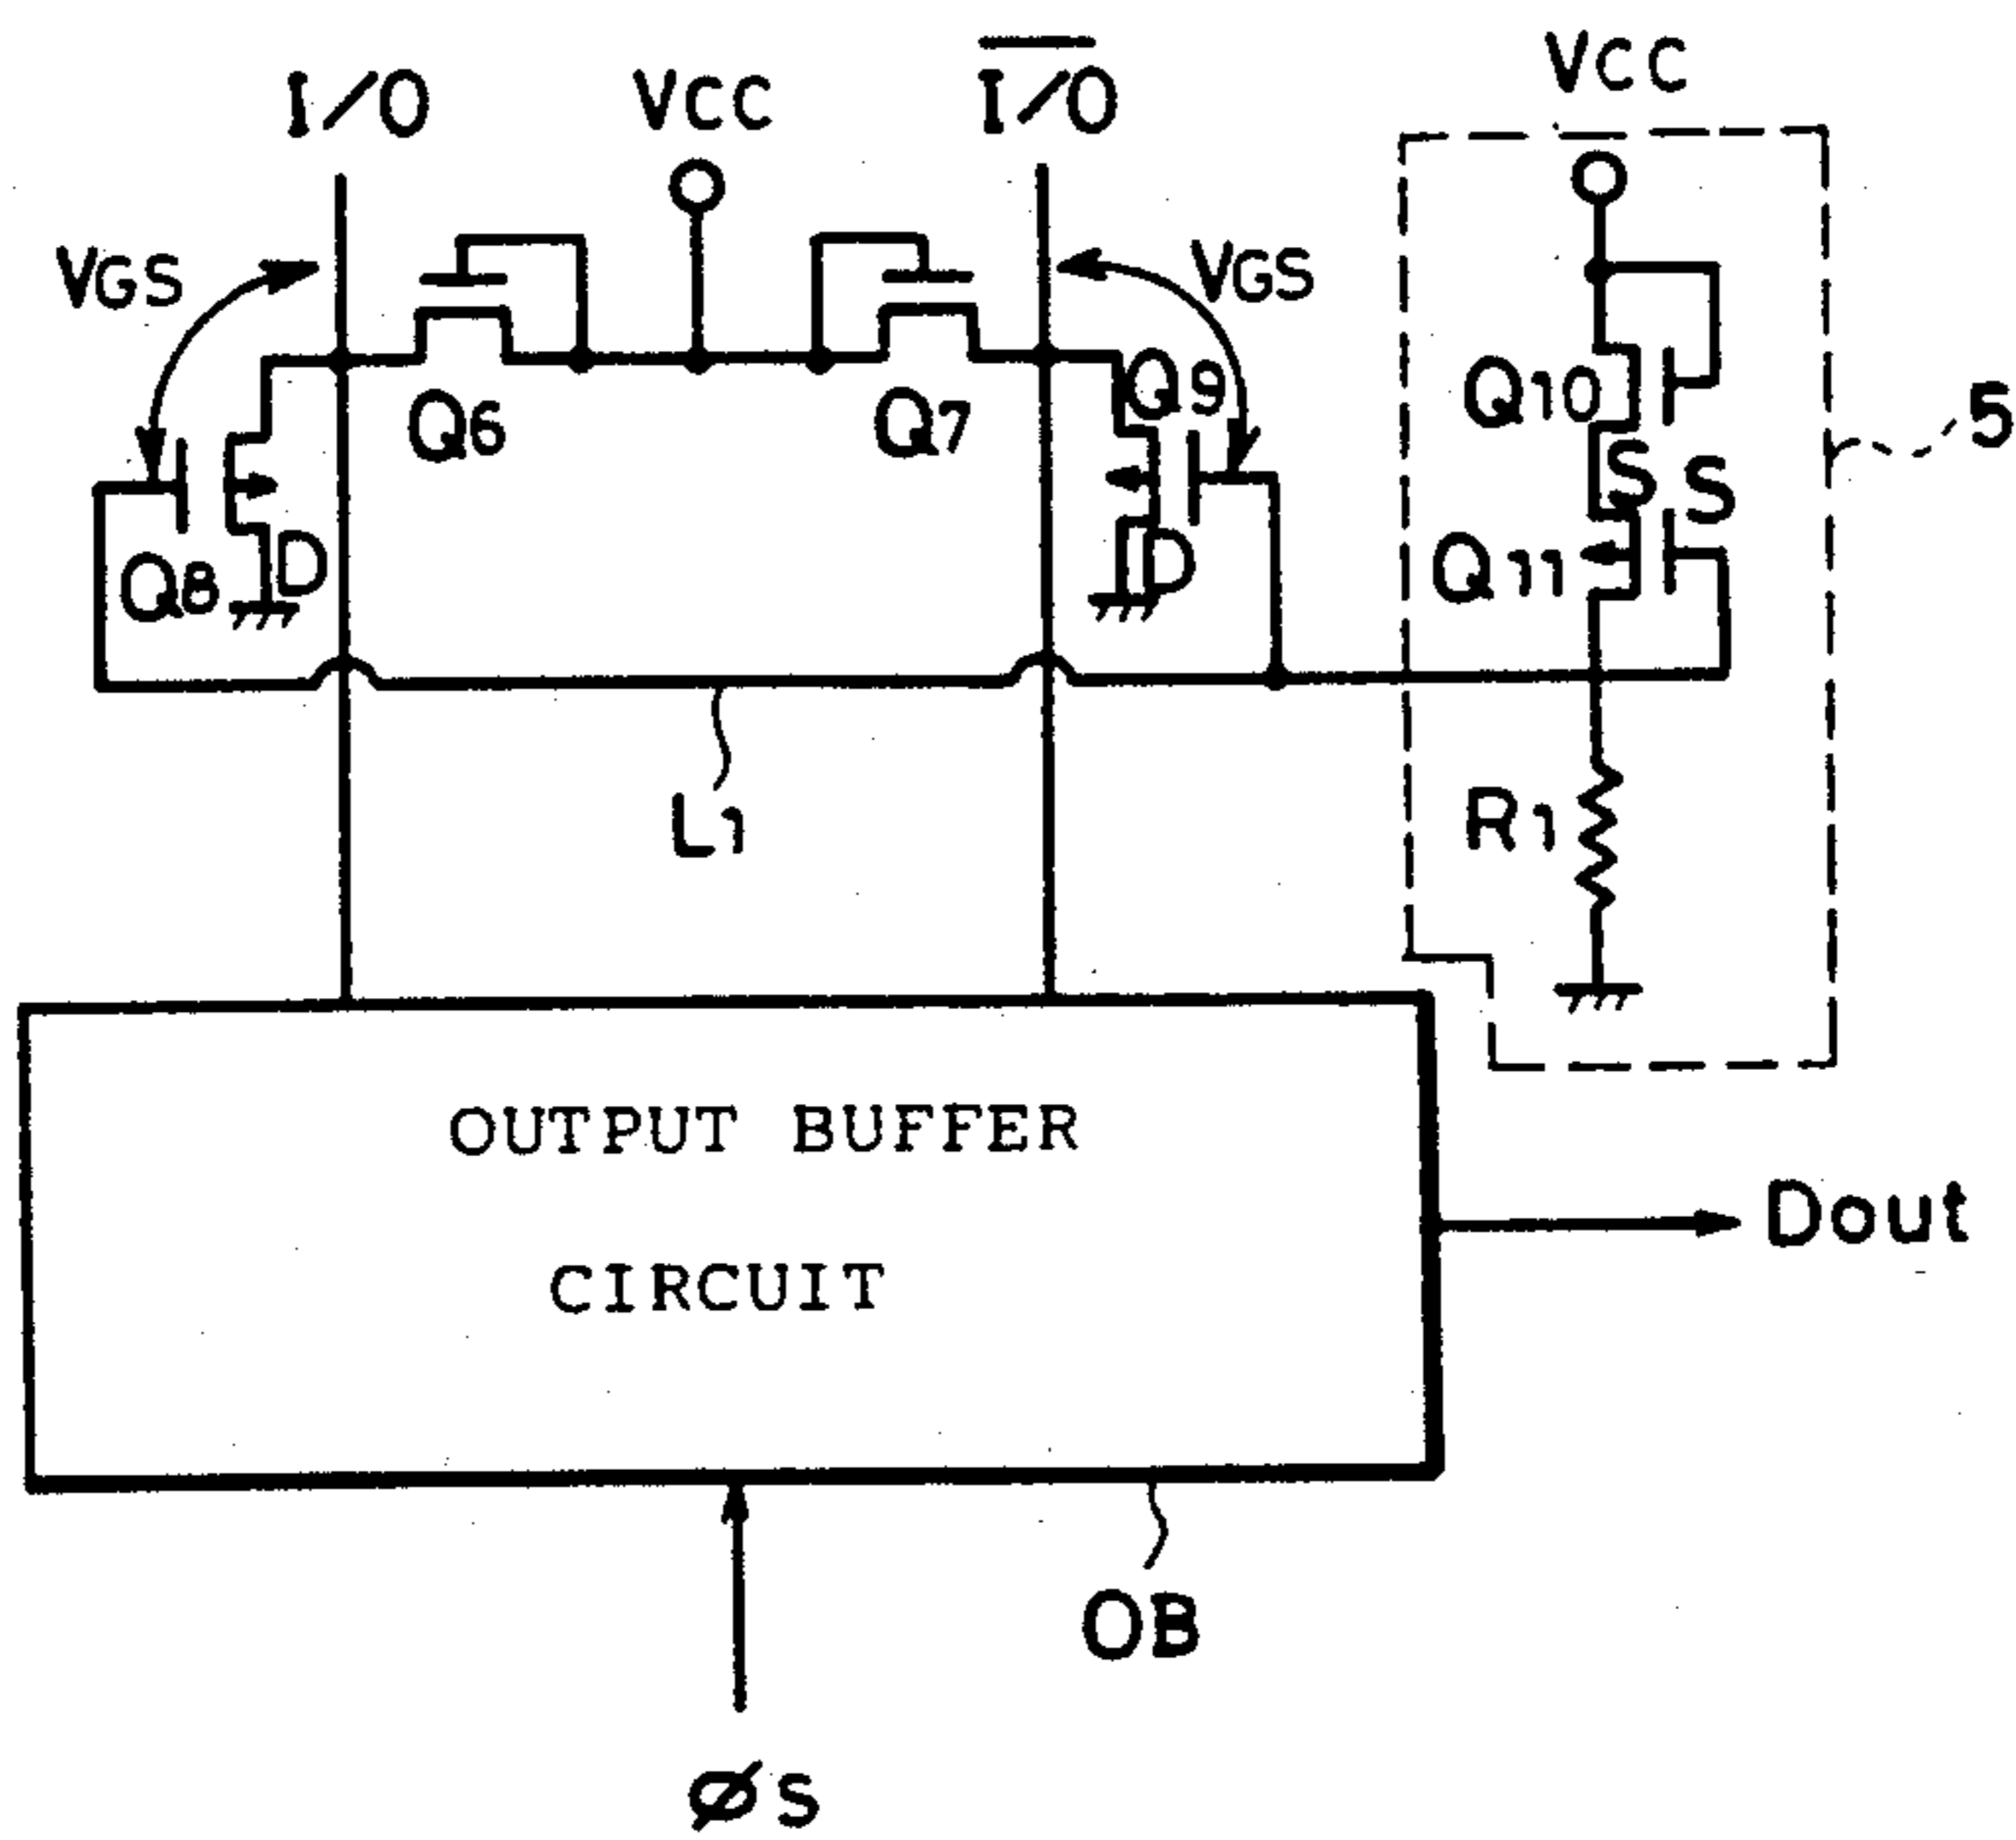 I/O
VCC
I/O
VCC
VGS
VGS
Q6
Q7
Q9
Q10
5
S
S
Q8
D
D
Q11
L1
R1
OUTPUT BUFFER
CIRCUIT
Dout
OB
øS